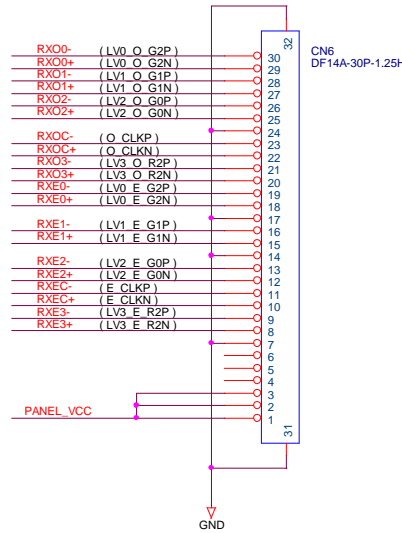 32
CN6
DF14A-30P-1.25H
RXO0- ( LV0_O_G2P ) 30
RXO0+ ( LV0_O_G2N ) 29
RXO1- ( LV1_O_G1P ) 28
RXO1+ ( LV1_O_G1N ) 27
RXO2- ( LV2_O_G0P ) 26
RXO2+ ( LV2_O_G0N ) 25
24
RXOC- ( O_CLKP ) 23
RXOC+ ( O_CLKN ) 22
RXO3- ( LV3_O_R2P ) 21
RXO3+ ( LV3_O_R2N ) 20
RXE0- ( LV0_E_G2P ) 19
RXE0+ ( LV0_E_G2N ) 18
17
RXE1- ( LV1_E_G1P ) 16
RXE1+ ( LV1_E_G1N ) 15
14
RXE2- ( LV2_E_G0P ) 13
RXE2+ ( LV2_E_G0N ) 12
RXEC- ( E_CLKP ) 11
RXEC+ ( E_CLKN ) 10
RXE3- ( LV3_E_R2P ) 9
RXE3+ ( LV3_E_R2N ) 8
7
6
5
4
3
2
PANEL_VCC 1
31
GND